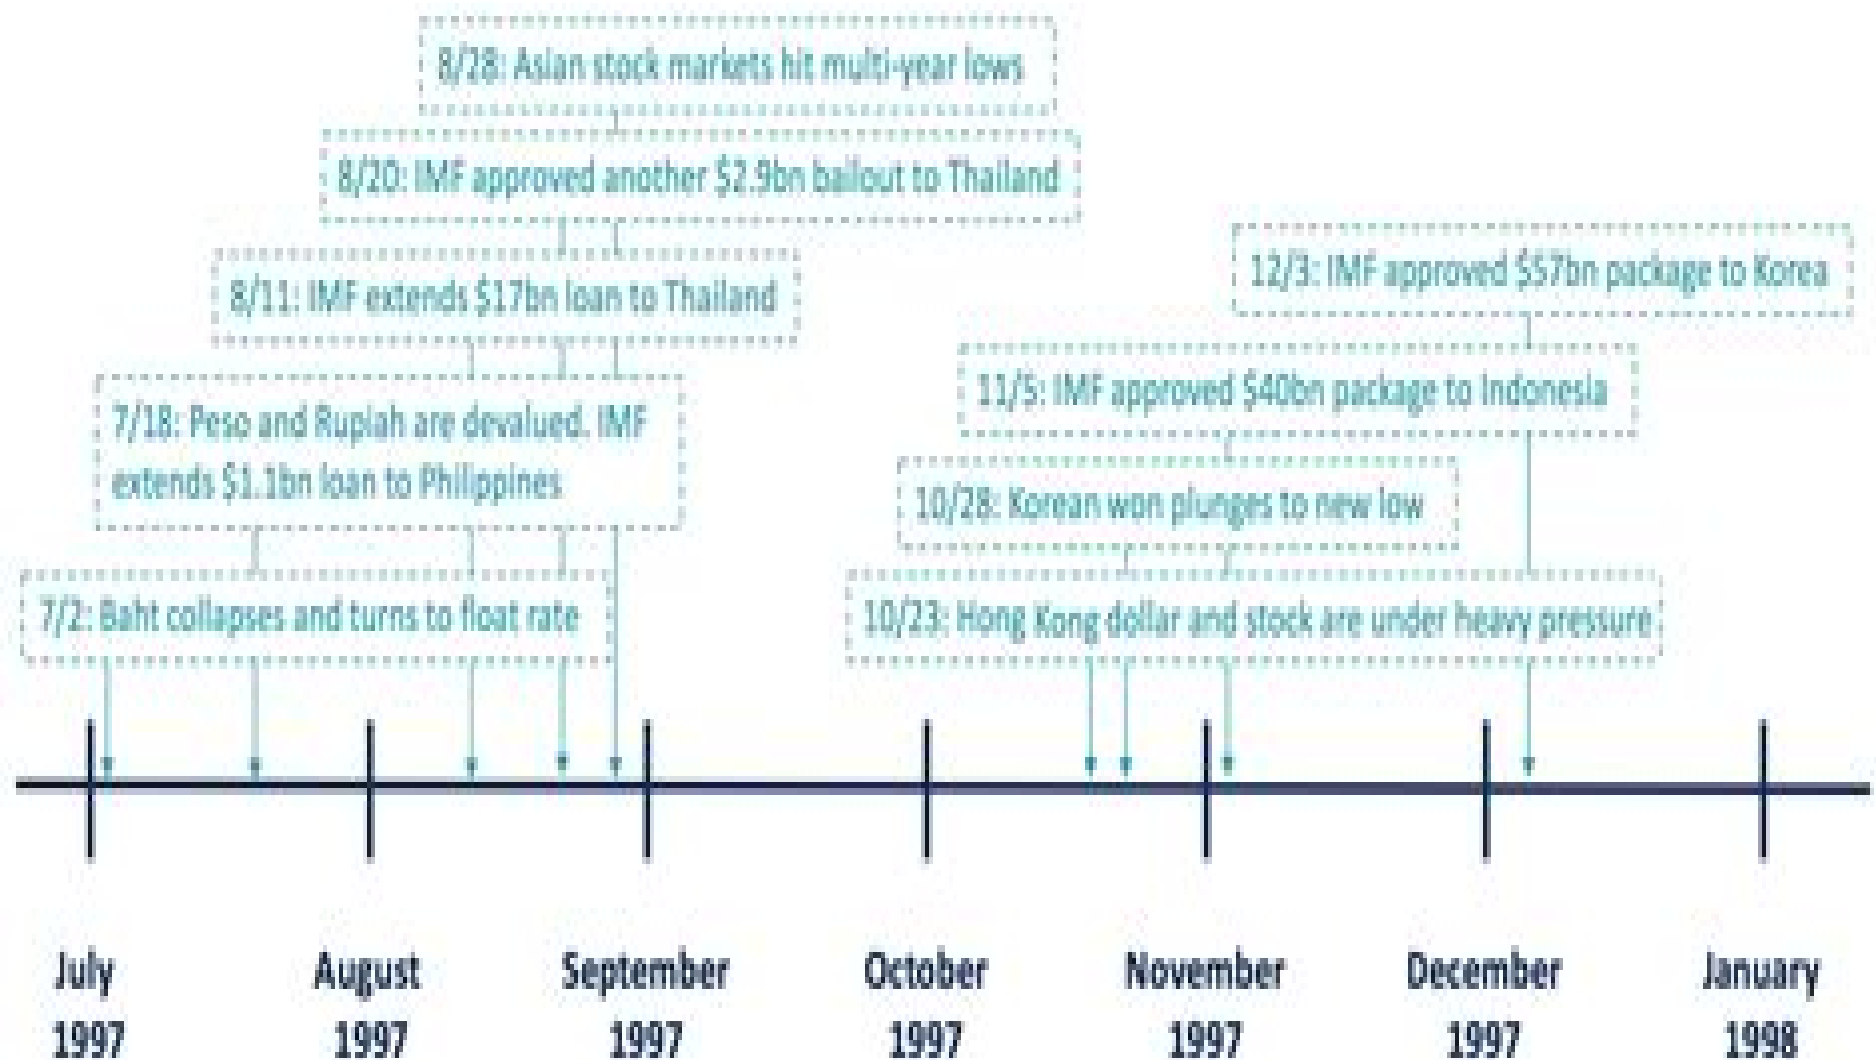 8/28: Asian stock markets hit multi-year lows
8/20: IMF approved another $2.9bn bailout to Thailand
8/11: IMF extends $17bn loan to Thailand
7/18: Peso and Rupiah are devalued. IMF
extends $1.1bn loan to Philippines
7/2: Baht collapses and turns to float rate
12/3: IMF approved $57bn package to Korea
11/5: IMF approved $40bn package to Indonesia
10/28: Korean won plunges to new low
10/23: Hong Kong dollar and stock are under heavy pressure
July
1997
August
1997
September
1997
October
1997
November
1997
December
1997
January
1998